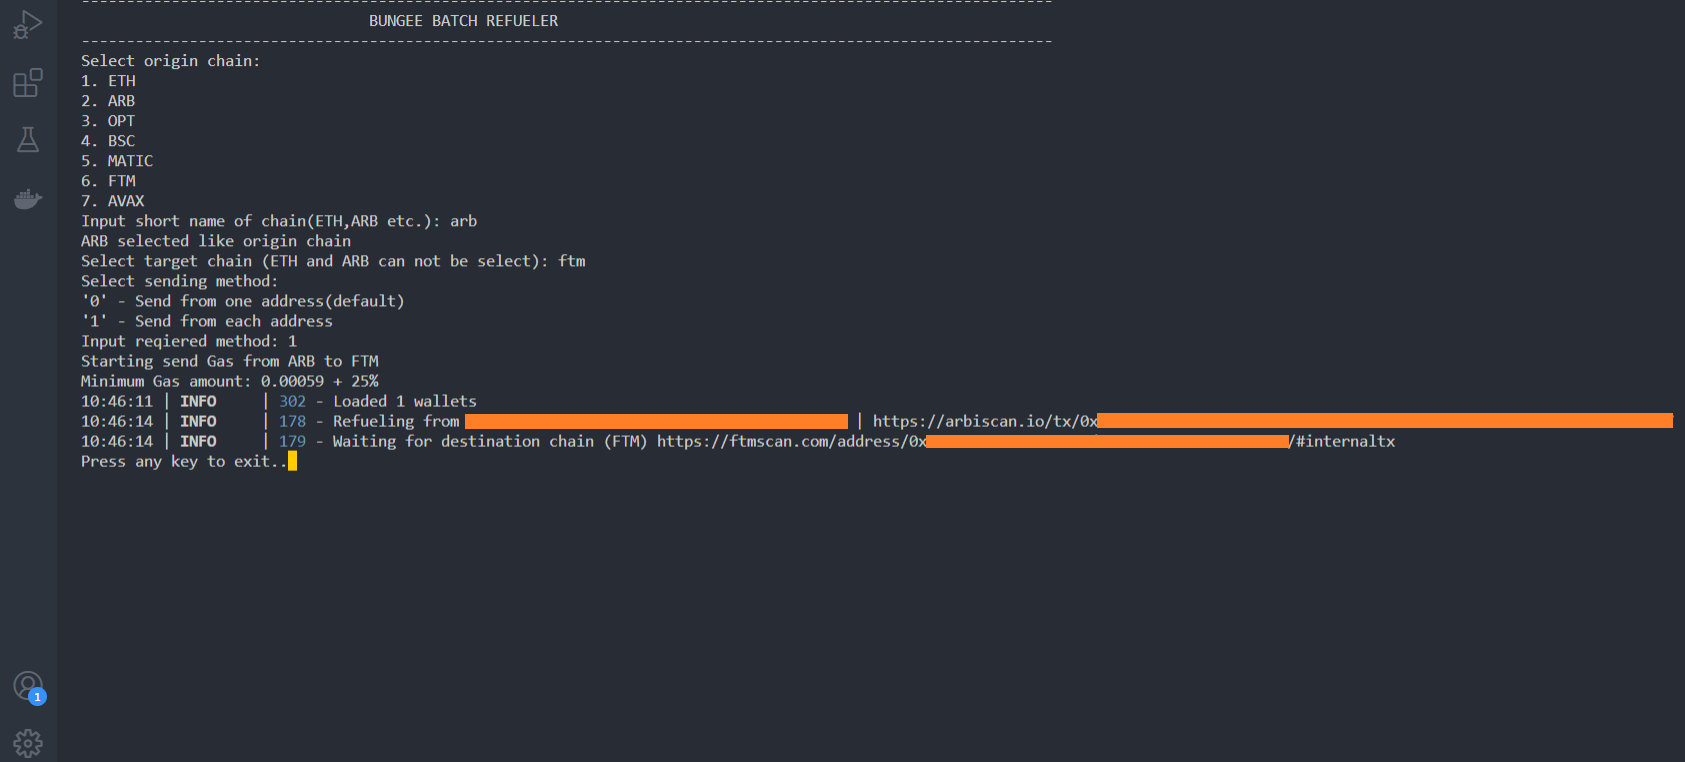 ----------------------------------------------------------------------------------------------------------
BUNGEE BATCH REFUELER
----------------------------------------------------------------------------------------------------------
Select origin chain:
1. ETH
2. ARB
3. OPT
4. BSC
5. MATIC
6. FTM
7. AVAX
Input short name of chain(ETH,ARB etc.): arb
ARB selected like origin chain
Select target chain (ETH and ARB can not be select): ftm
Select sending method:
'0' - Send from one address(default)
'1' - Send from each address
Input reqiered method: 1
Starting send Gas from ARB to FTM
Minimum Gas amount: 0.00059 + 25%
10:46:11 | INFO     | 302 - Loaded 1 wallets
10:46:14 | INFO     | 178 - Refueling from | https://arbiscan.io/tx/0x
10:46:14 | INFO     | 179 - Waiting for destination chain (FTM) https://ftmscan.com/address/0x /#internaltx
Press any key to exit..
1